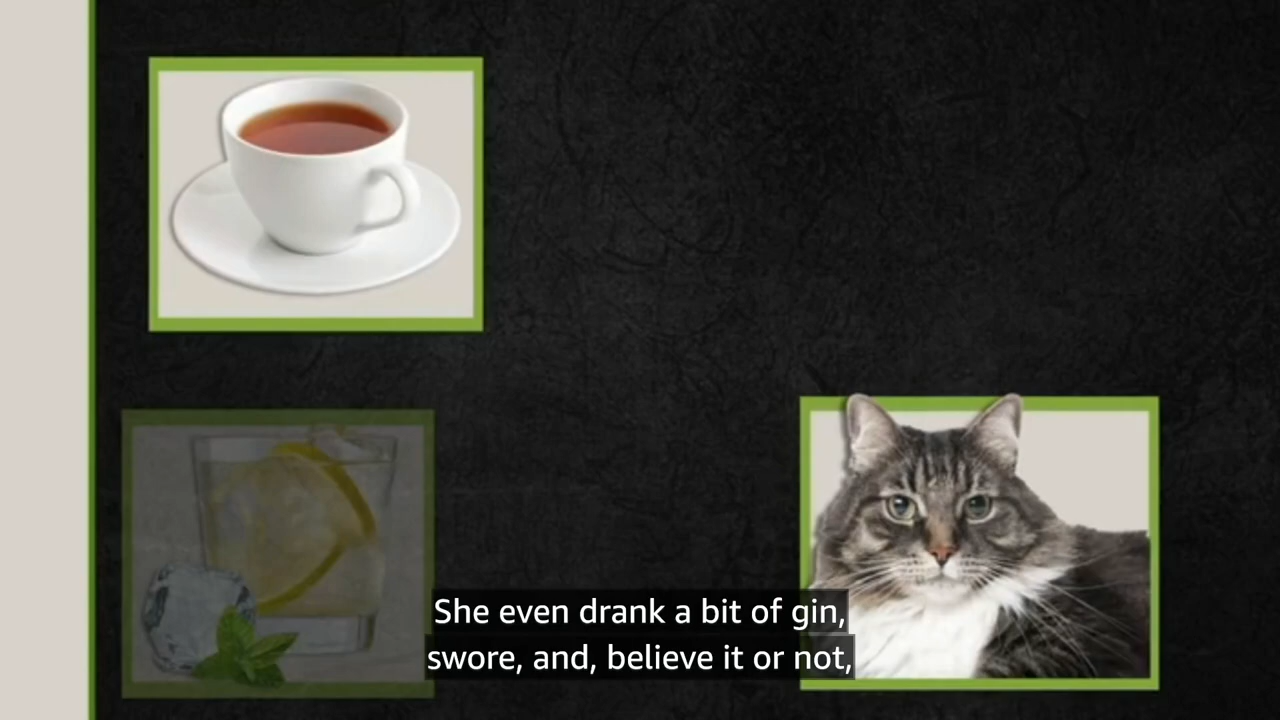 She even drank a bit of gin,
swore, and, believe it or not,